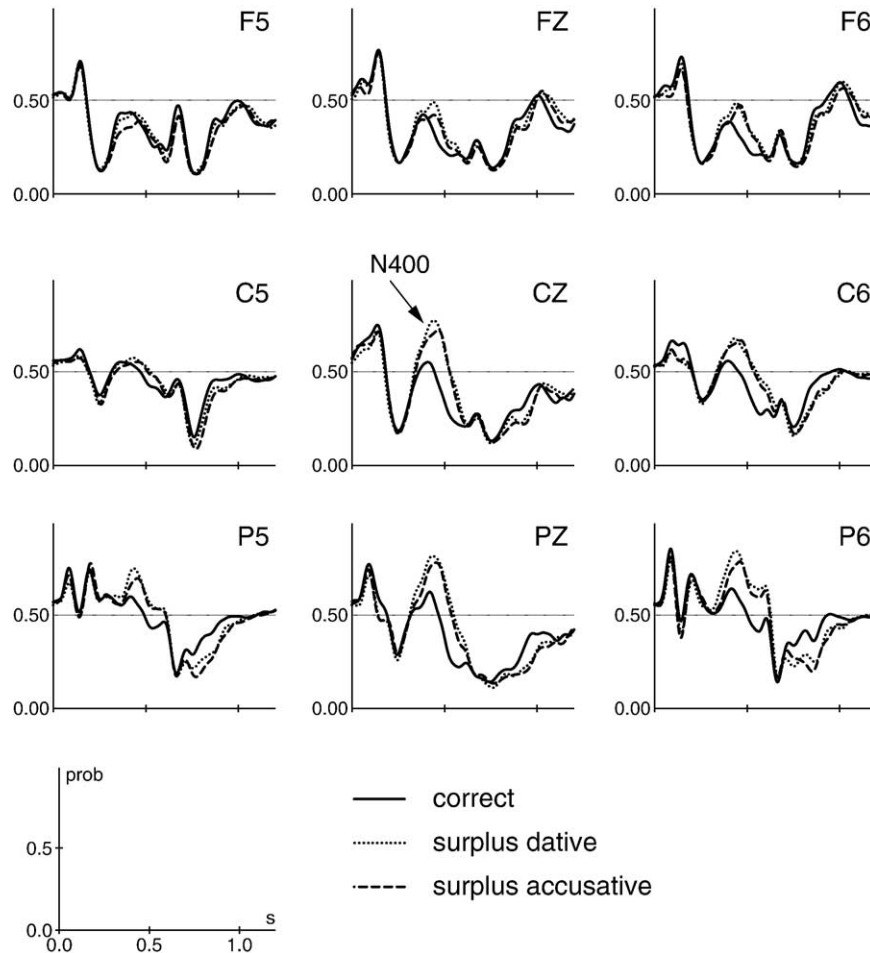 F5 FZ F6
0.50 0.50 0.50
0.00 0.00 0.00
N400
C5 CZ C6
0.50 0.50 0.50
0.00 0.00 0.00
P5 PZ P6
0.50 0.50 0.50
0.00 0.00 0.00
prob
correct
0.5
surplus dative
surplus accusative
s
0.0
0.0 0.5 1.0